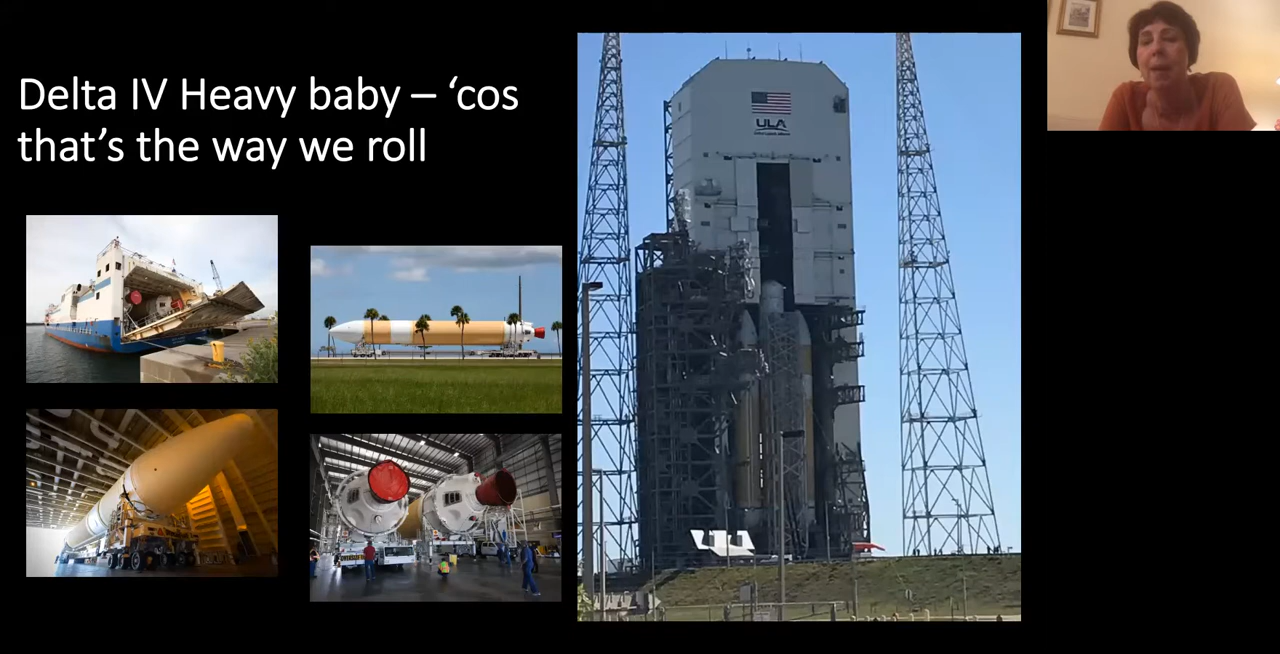 Delta IV Heavy baby – ‘cos
that’s the way we roll
ULA